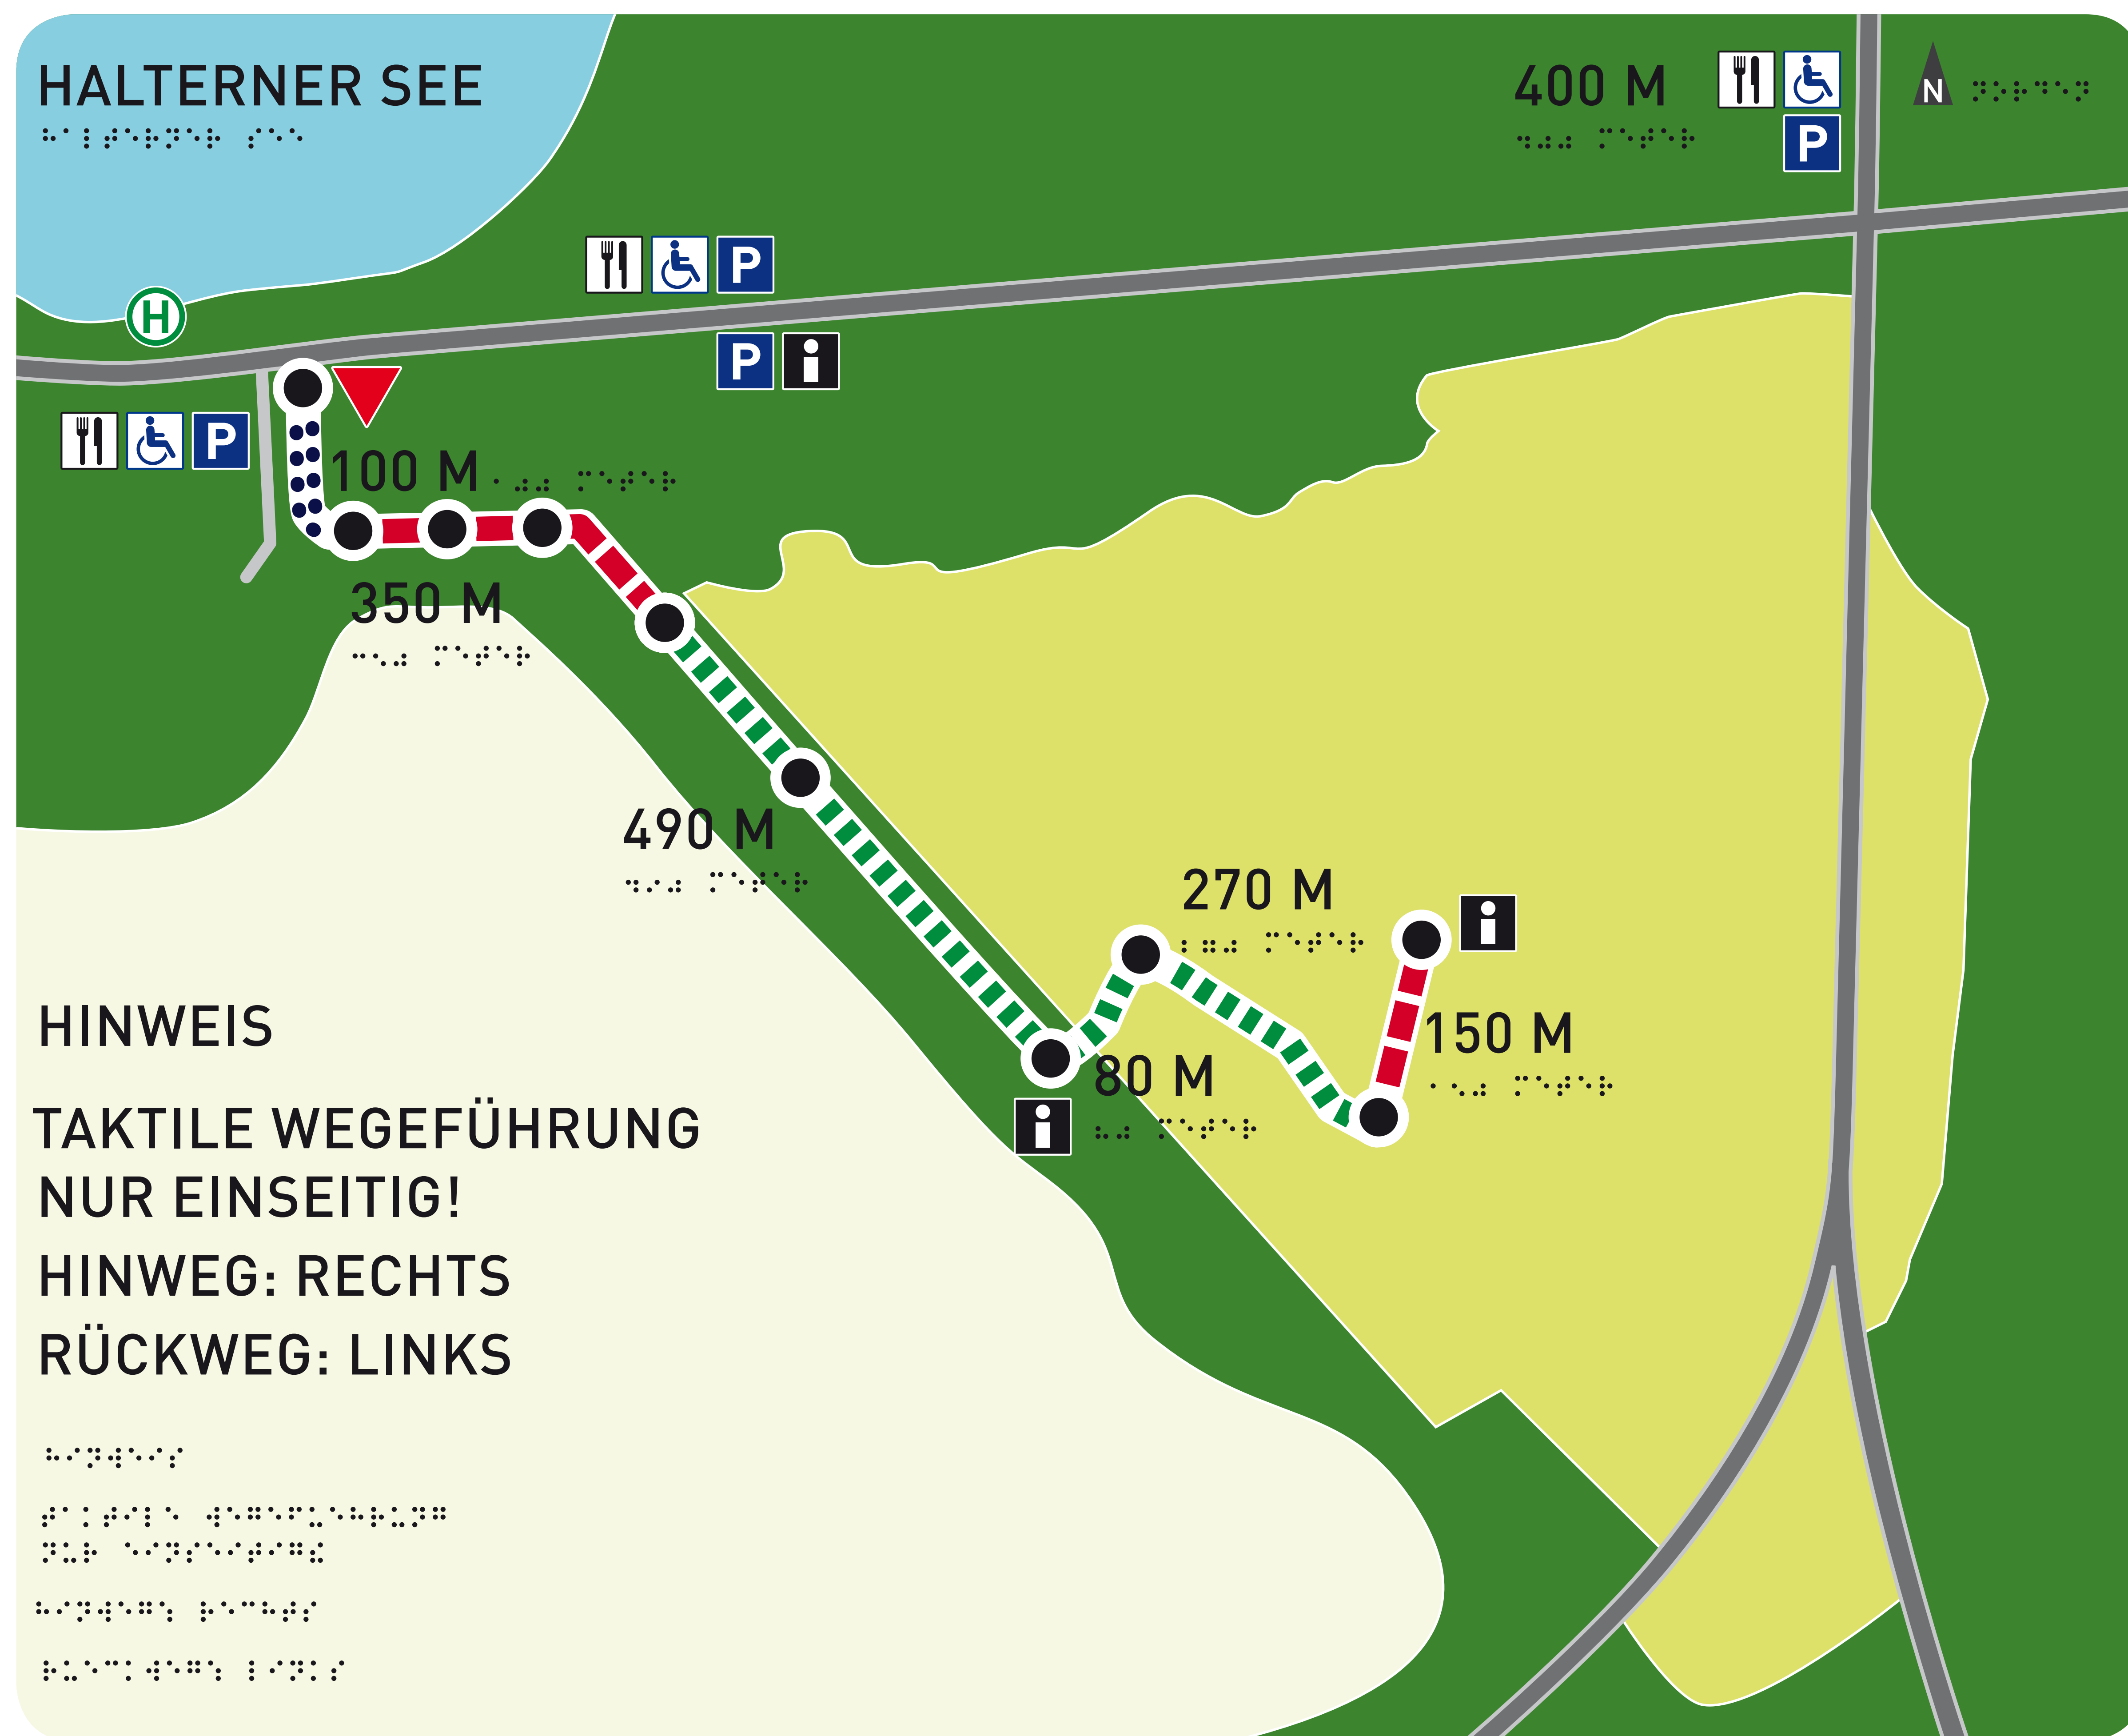 HALTERNER SEE
400 M
P
N
P
H
P i
P
100 M
350 M
490 M
270 M
i
150 M
80 M
i
HINWEIS
TAKTILE WEGEFÜHRUNG
NUR EINSEITIG!
HINWEG: RECHTS
RÜCKWEG: LINKS